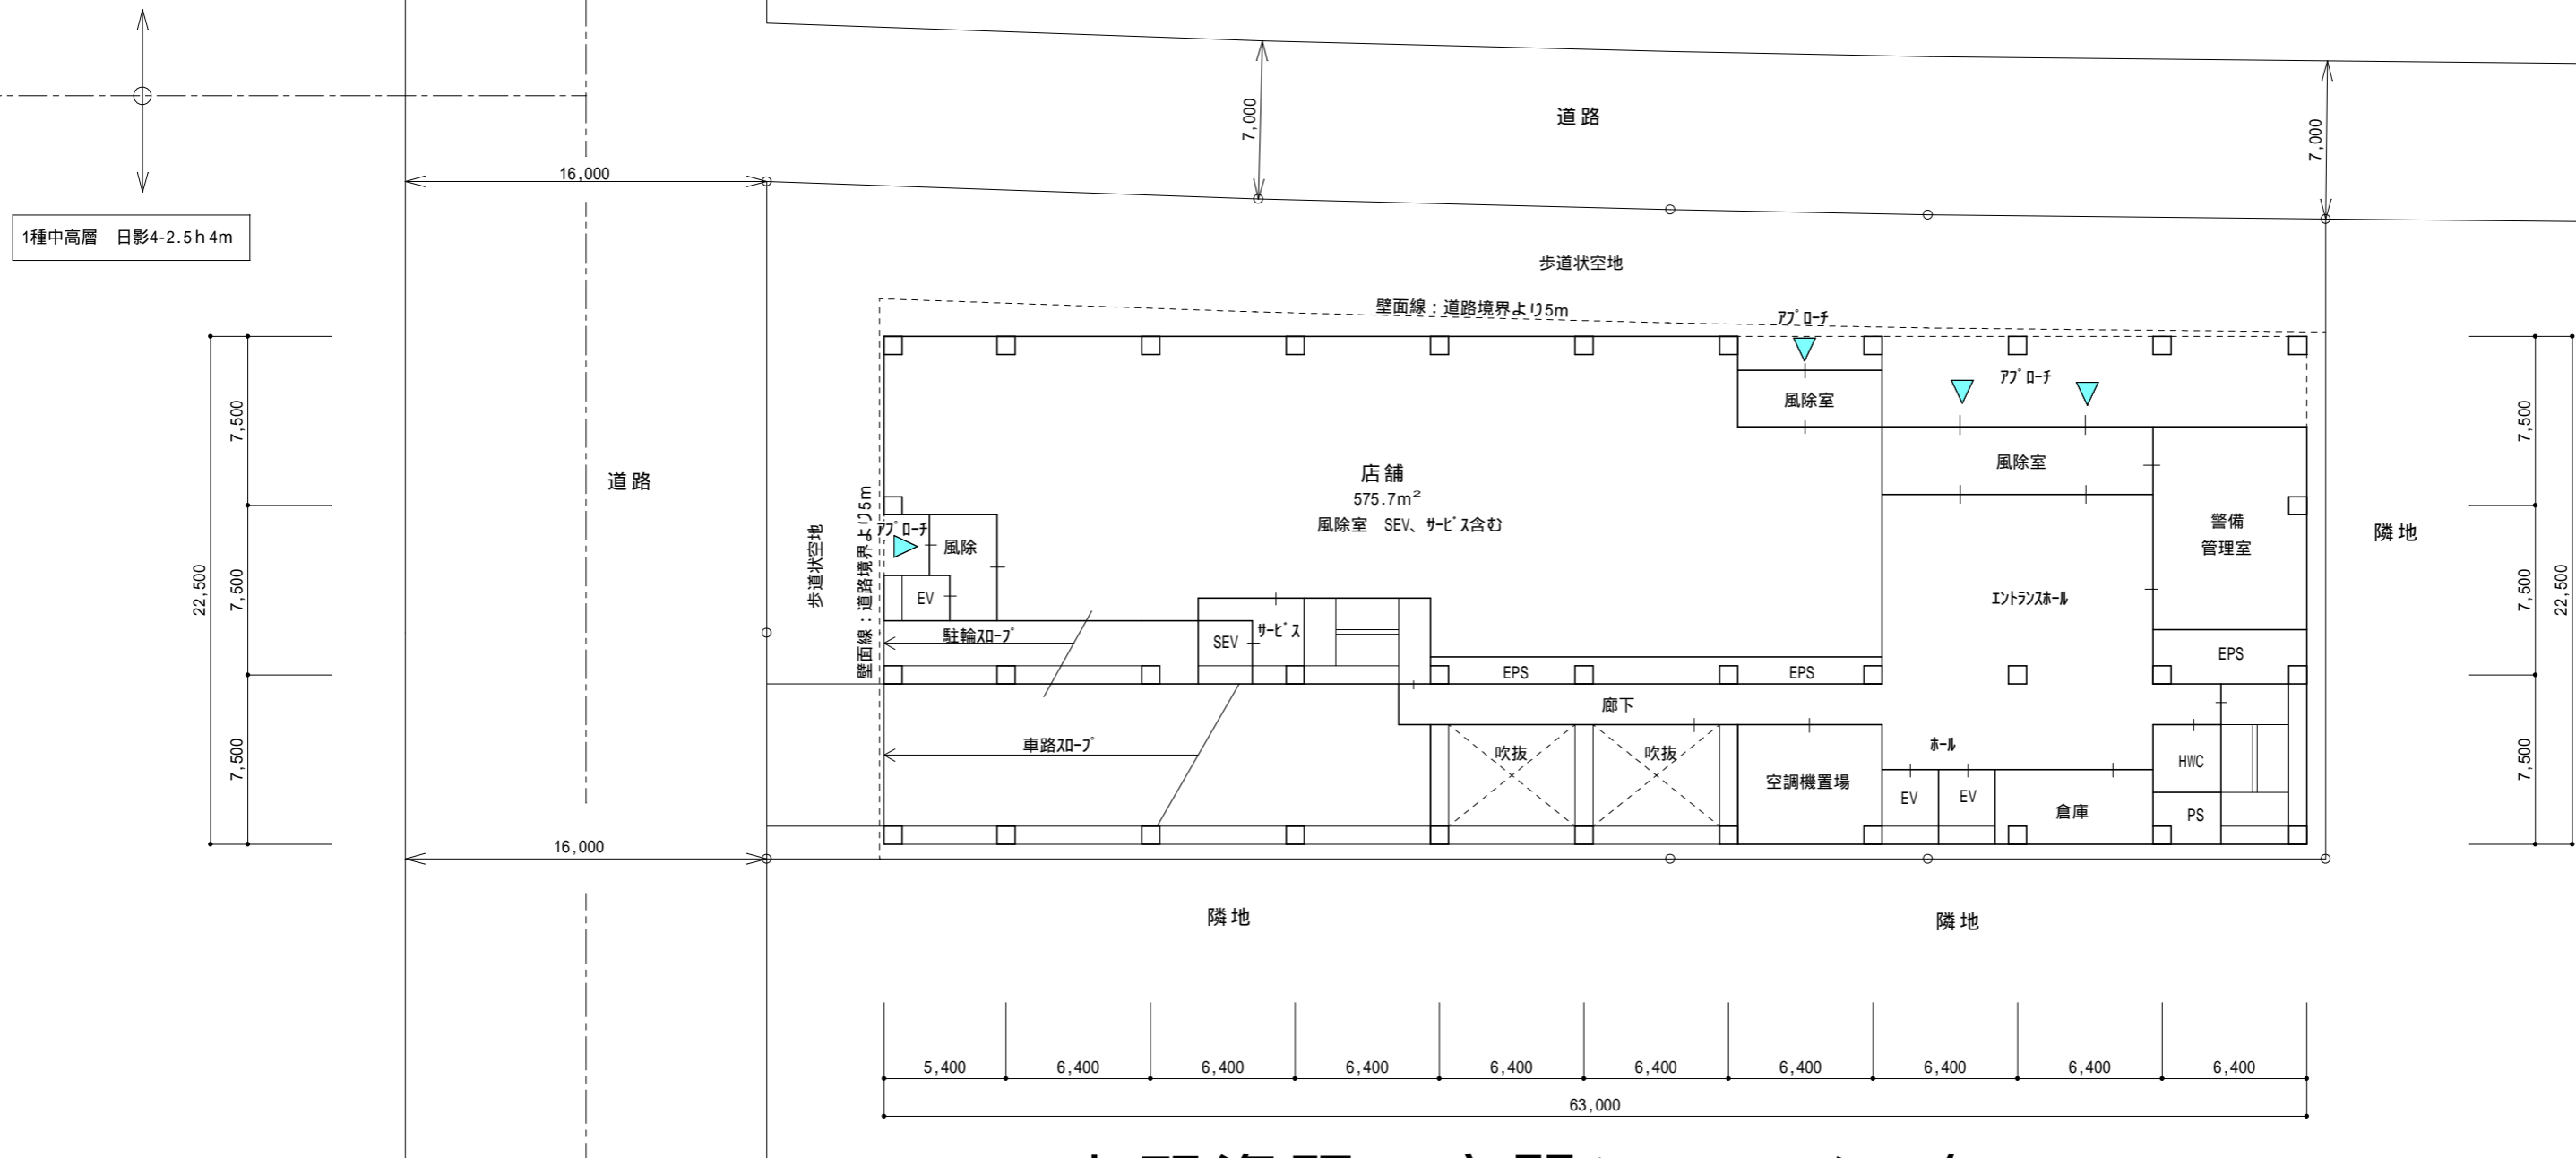 7,000
道路
7,000
16,000
1種中高層　日影4-2.5ｈ4m
歩道状空地
壁面線：道路境界より5m
ｱﾌﾟﾛｰﾁ
ｱﾌﾟﾛｰﾁ
風除室
7,500
7,500
風除室
店舗
575.7m²
風除室　SEV、ｻｰﾋﾞｽ含む
道路
警備
管理室
隣地
ｱﾌﾟﾛｰﾁ
風除
歩道状空地
壁面線：道路境界より5m
22,500
7,500
7,500
22,500
EV
ｴﾝﾄﾗﾝｽﾎｰﾙ
駐輪ｽﾛｰﾌﾟ
SEV
ｻｰﾋﾞｽ
EPS
EPS
EPS
廊下
車路ｽﾛｰﾌﾟ
吹抜
吹抜
ﾎｰﾙ
7,500
7,500
空調機置場
HWC
EV
EV
倉庫
PS
16,000
隣地
隣地
5,400
6,400
6,400
6,400
6,400
6,400
6,400
6,400
6,400
6,400
63,000